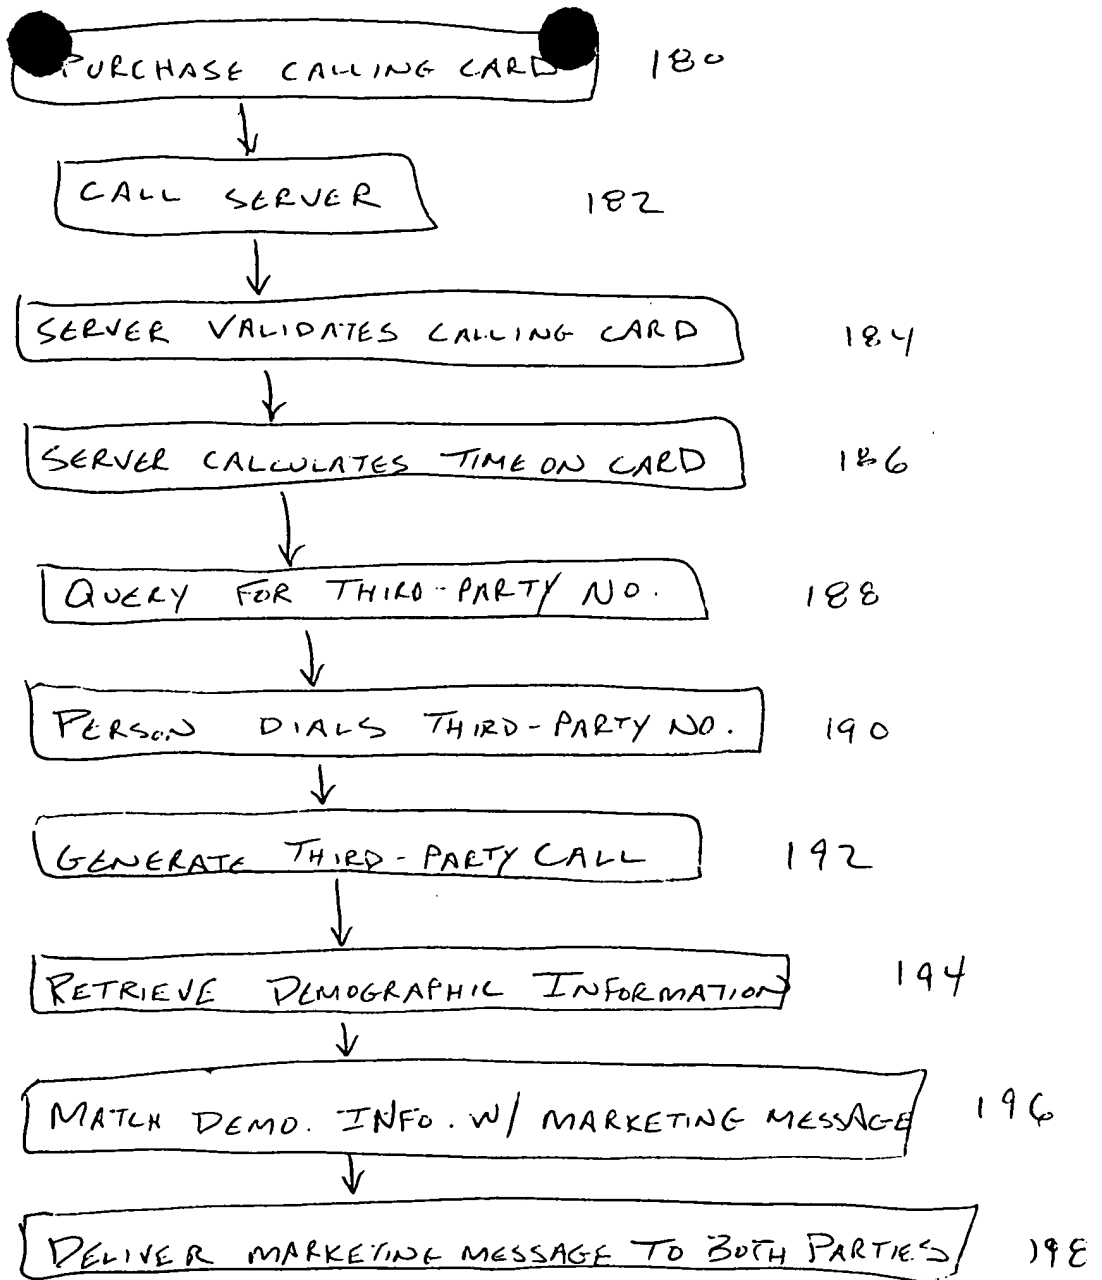 PURCHASE CALLING CARD 180
CALL SERVER 182
SERVER VALIDATES CALLING CARD 184
SERVER CALCULATES TIME ON CARD 186
QUERY FOR THIRD-PARTY NO. 188
PERSON DIALS THIRD-PARTY NO. 190
GENERATE THIRD-PARTY CALL 192
RETRIEVE DEMOGRAPHIC INFORMATION 194
MATCH DEMO. INFO. W/ MARKETING MESSAGE 196
DELIVER MARKETING MESSAGE TO BOTH PARTIES 198